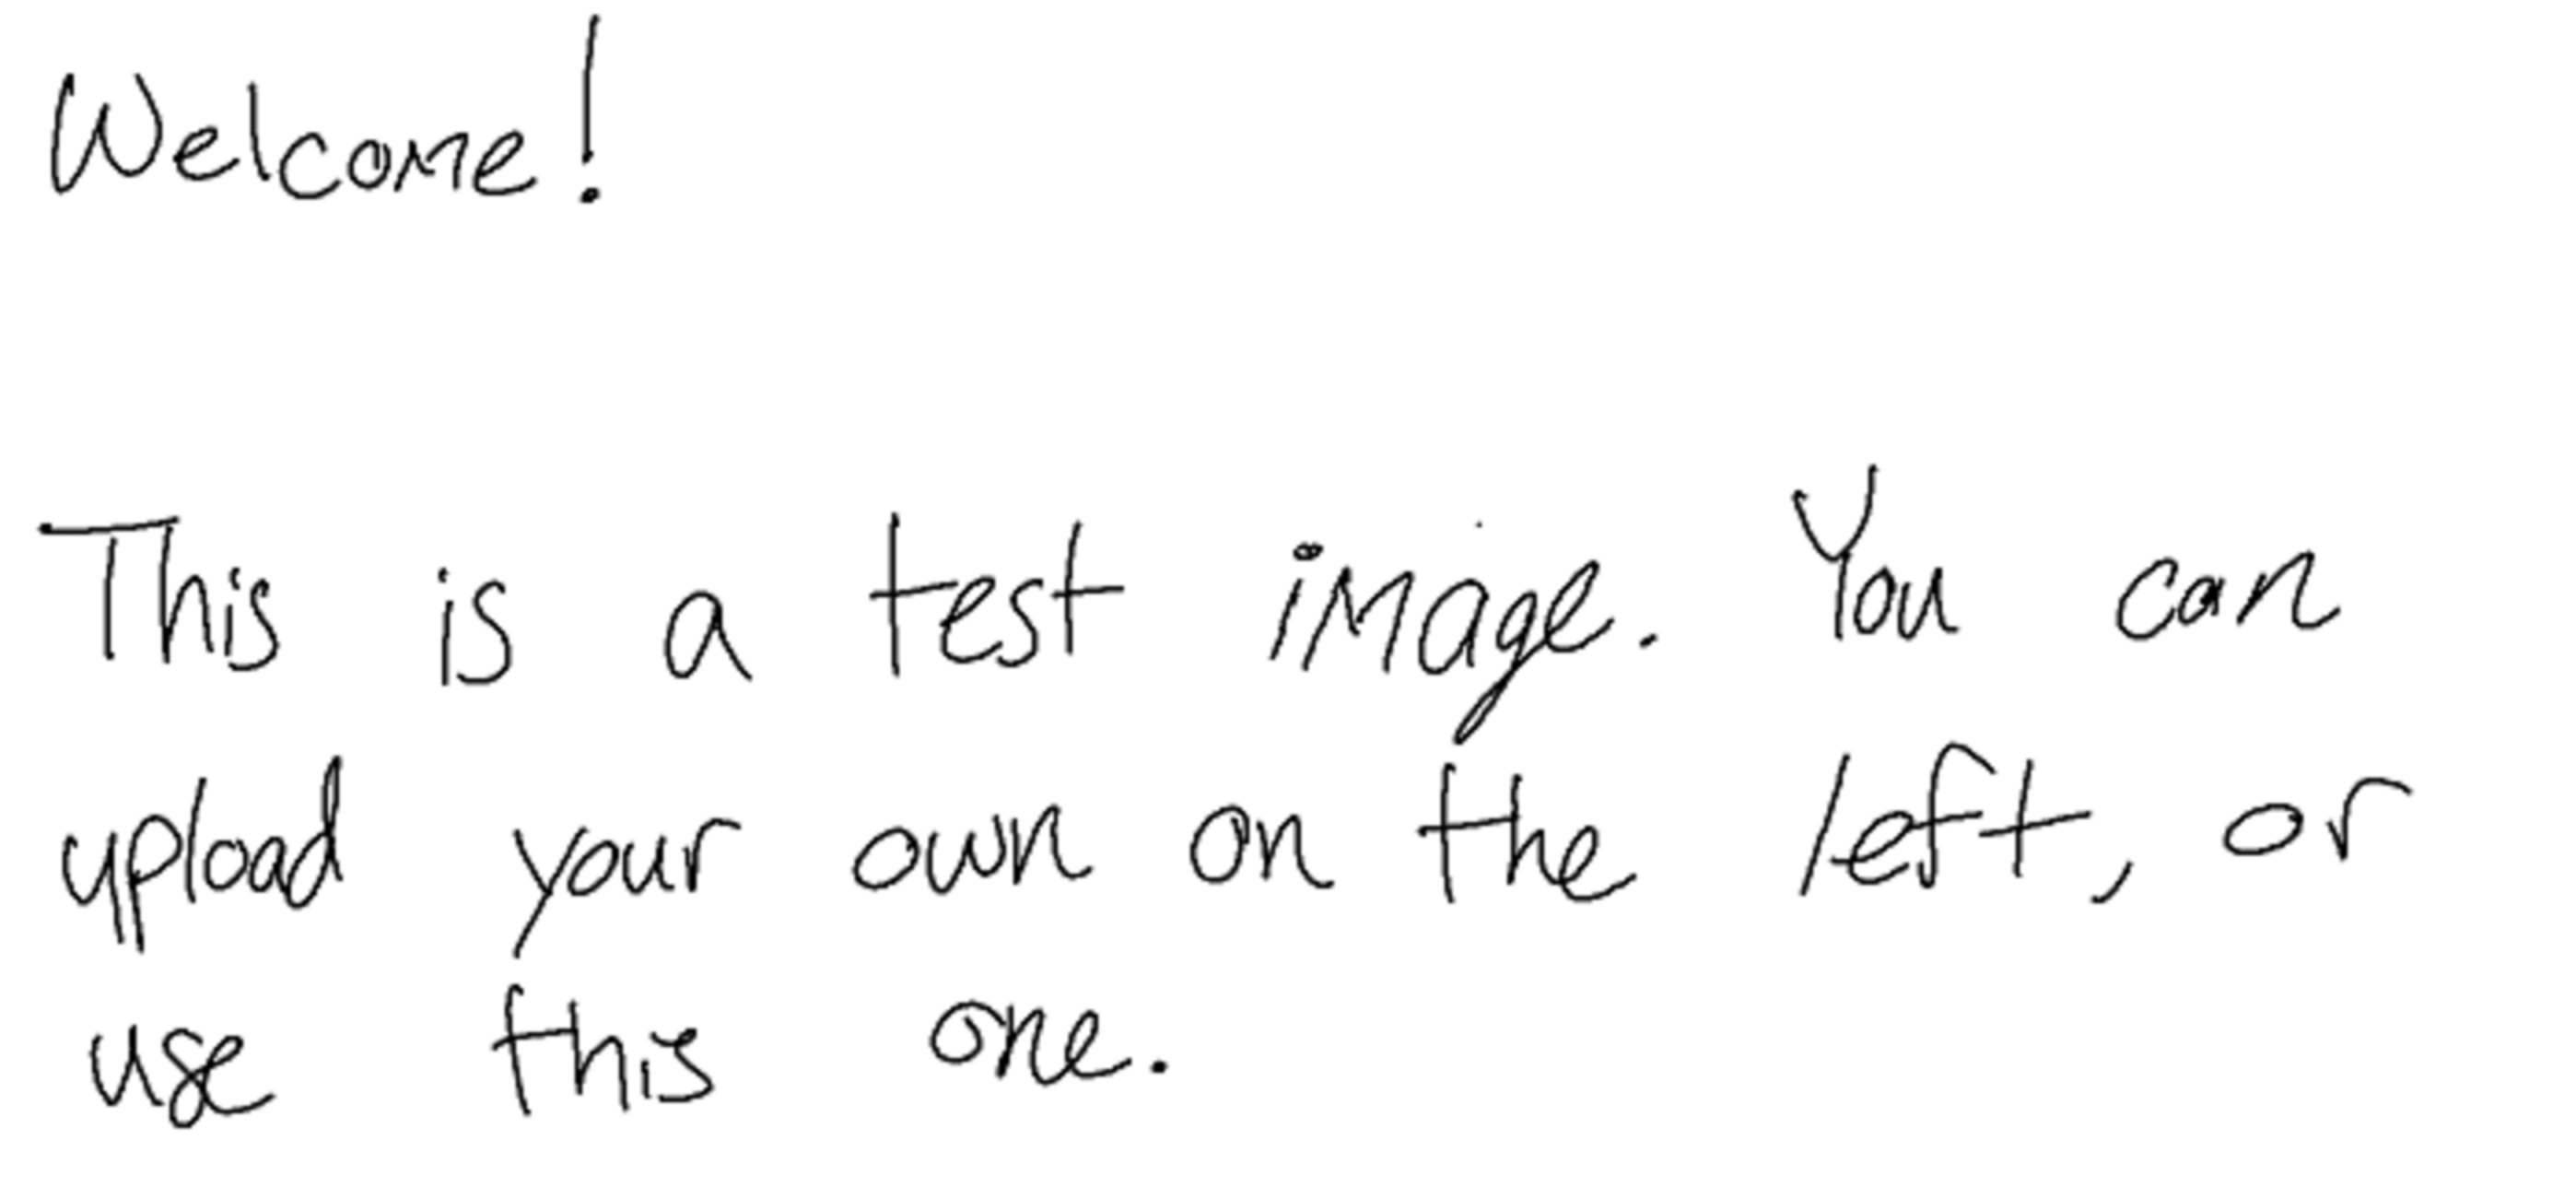 Welcome!
This is a test image. You can
upload your own on the left, or
use this one.